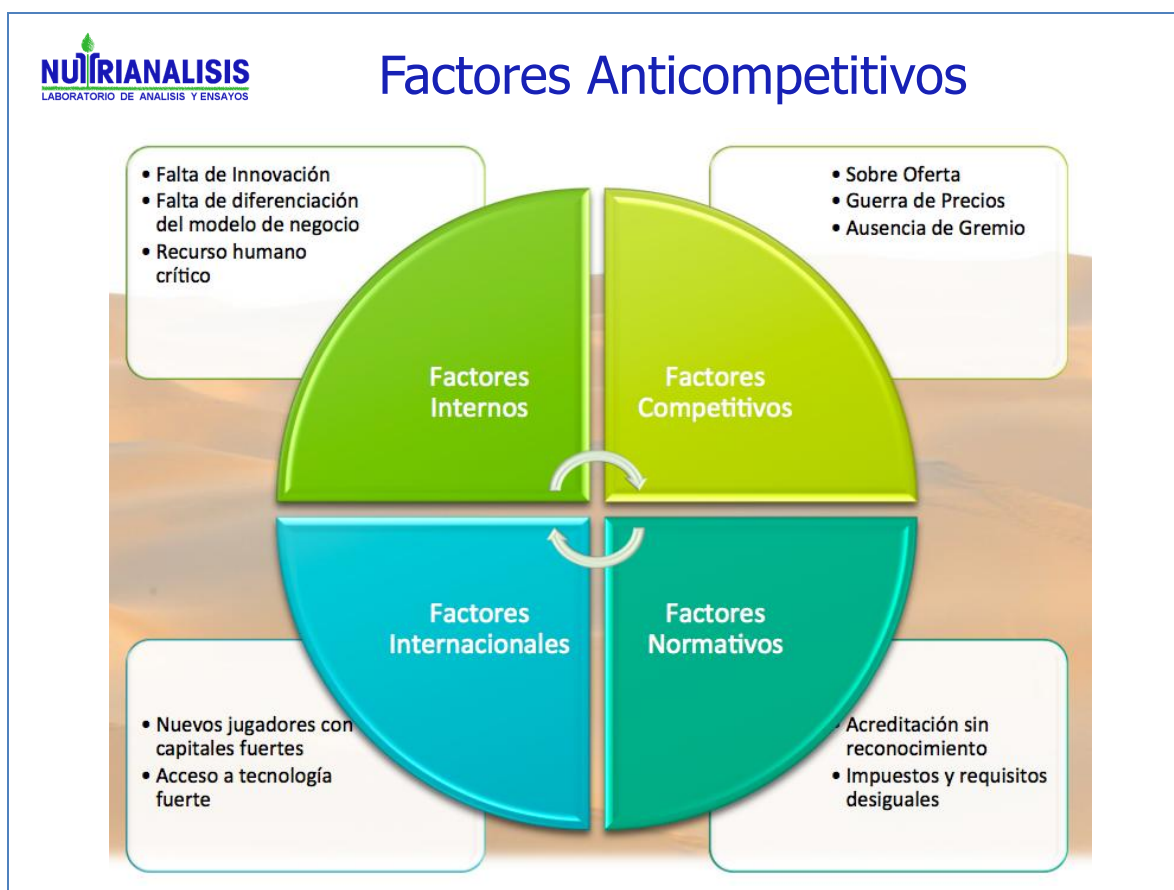 NUTRIANALISIS
LABORATORIO DE ANALISIS Y ENSAYOS
Factores Anticompetitivos
• Falta de Innovación
• Falta de diferenciación
del modelo de negocio
• Recurso humano
crítico
• Sobre Oferta
• Guerra de Precios
• Ausencia de Gremio
Factores
Internos
Factores
Competitivos
Factores
Internacionales
Factores
Normativos
• Nuevos jugadores con
capitales fuertes
• Acceso a tecnología
fuerte
• Acreditación sin
reconocimiento
• Impuestos y requisitos
desiguales